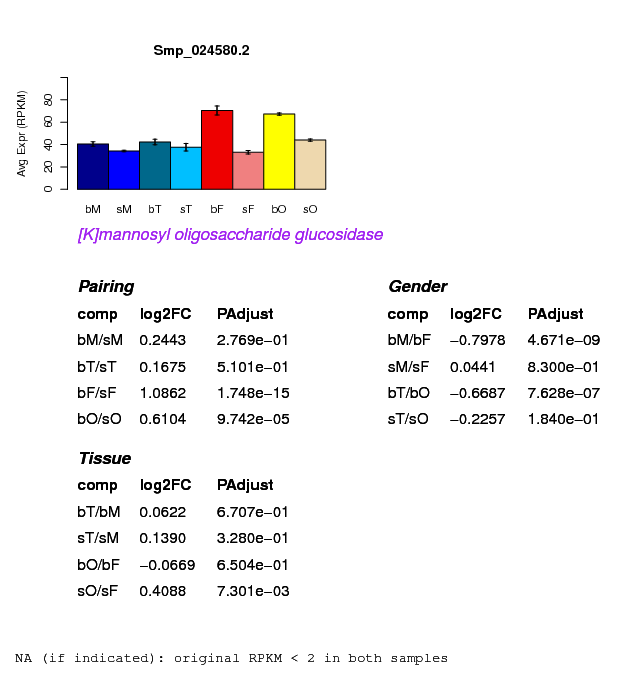 Smp_024580.2
Avg Expr (RPKM)
0 20 40 60 80
bM sM bT sT bF sF bO sO
[K]mannosyl oligosaccharide glucosidase
Pairing
comp log2FC PAdjust
bM/sM 0.2443 2.769e−01
bT/sT 0.1675 5.101e−01
bF/sF 1.0862 1.748e−15
bO/sO 0.6104 9.742e−05
Gender
comp log2FC PAdjust
bM/bF −0.7978 4.671e−09
sM/sF 0.0441 8.300e−01
bT/bO −0.6687 7.628e−07
sT/sO −0.2257 1.840e−01
Tissue
comp log2FC PAdjust
bT/bM 0.0622 6.707e−01
sT/sM 0.1390 3.280e−01
bO/bF −0.0669 6.504e−01
sO/sF 0.4088 7.301e−03
NA (if indicated): original RPKM < 2 in both samples